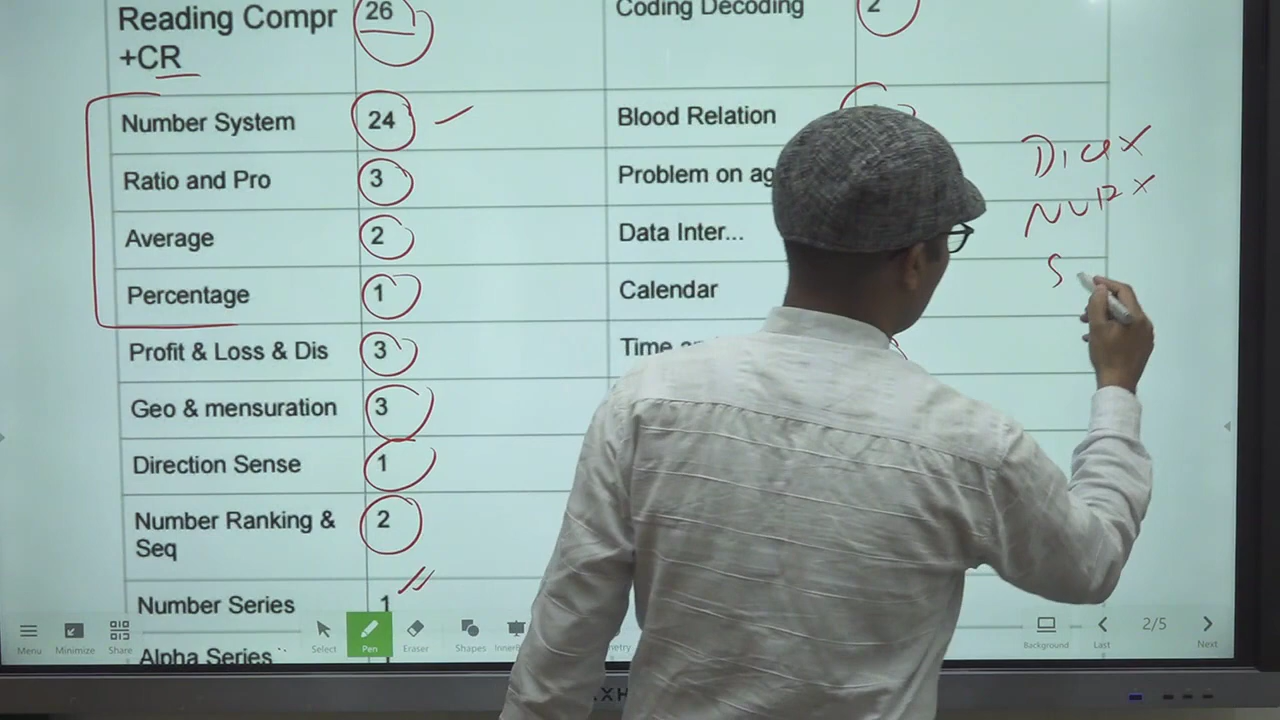 Reading Compr 26 Coding Decoding 2
+CR
Number System 24 Blood Relation
Ratio and Pro 3 Problem on ag
Average 2 Data Inter...
Percentage 1 Calendar
Profit & Loss & Dis 3 Time
Geo & mensuration 3
Direction Sense 1
Number Ranking & 2
Seq
Number Series 1
Alpha Series
Dice x
S
Menu Minimize Share Select Pen Eraser Shapes Background Last 2/5 Next